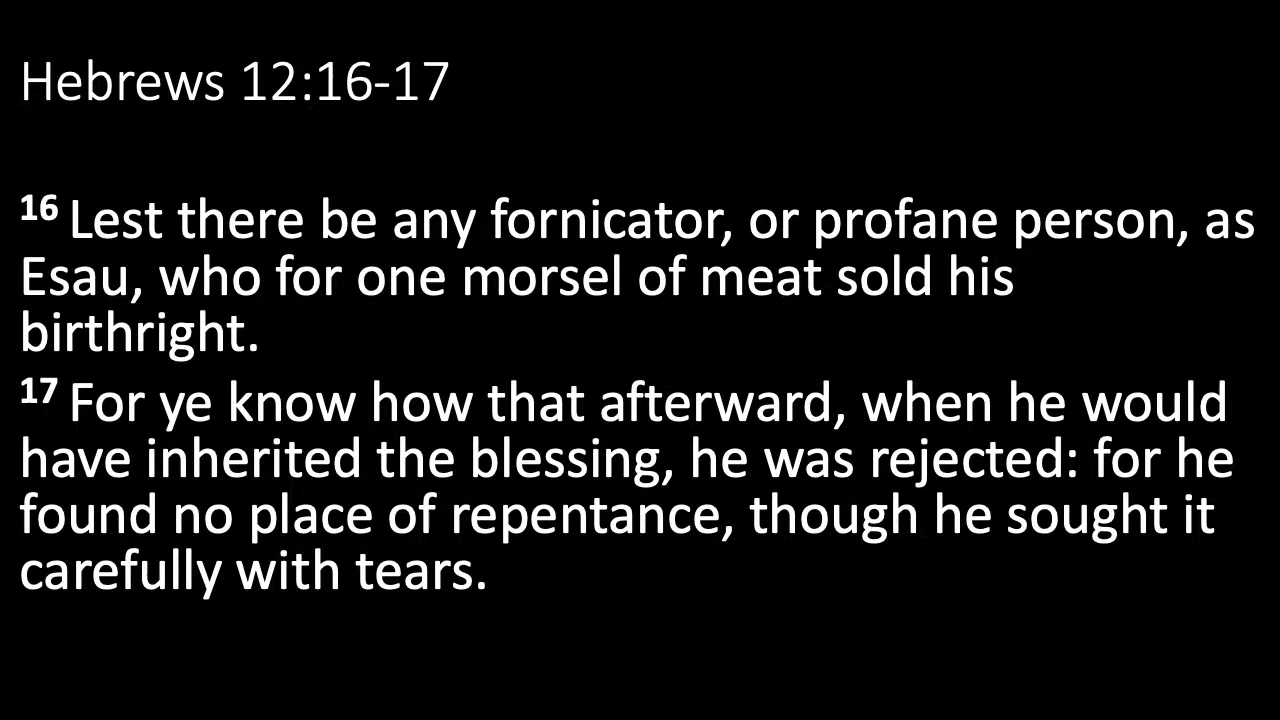 Hebrews 12:16-17
16 Lest there be any fornicator, or profane person, as
Esau, who for one morsel of meat sold his
birthright.
17 For ye know how that afterward, when he would
have inherited the blessing, he was rejected: for he
found no place of repentance, though he sought it
carefully with tears.